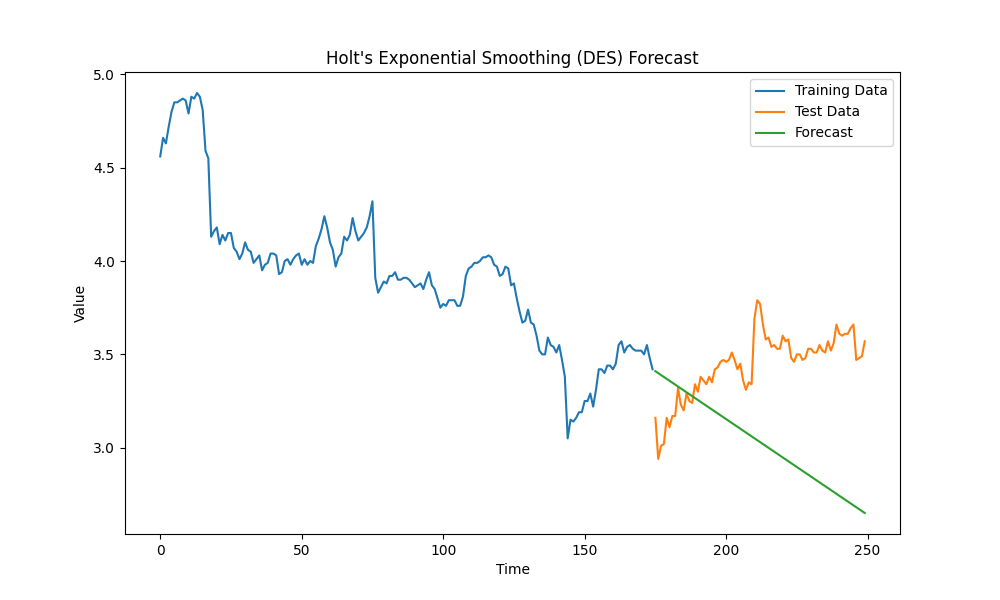 Holt's Exponential Smoothing (DES) Forecast
Training Data
Test Data
Forecast
5.0
4.5
4.0
3.5
3.0
Value
0 50 100 150 200 250
Time